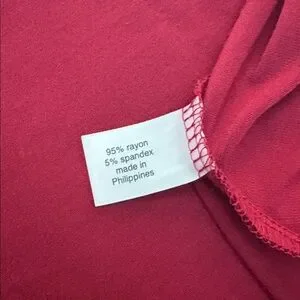 95% rayon
5% spandex
made in
Philippines